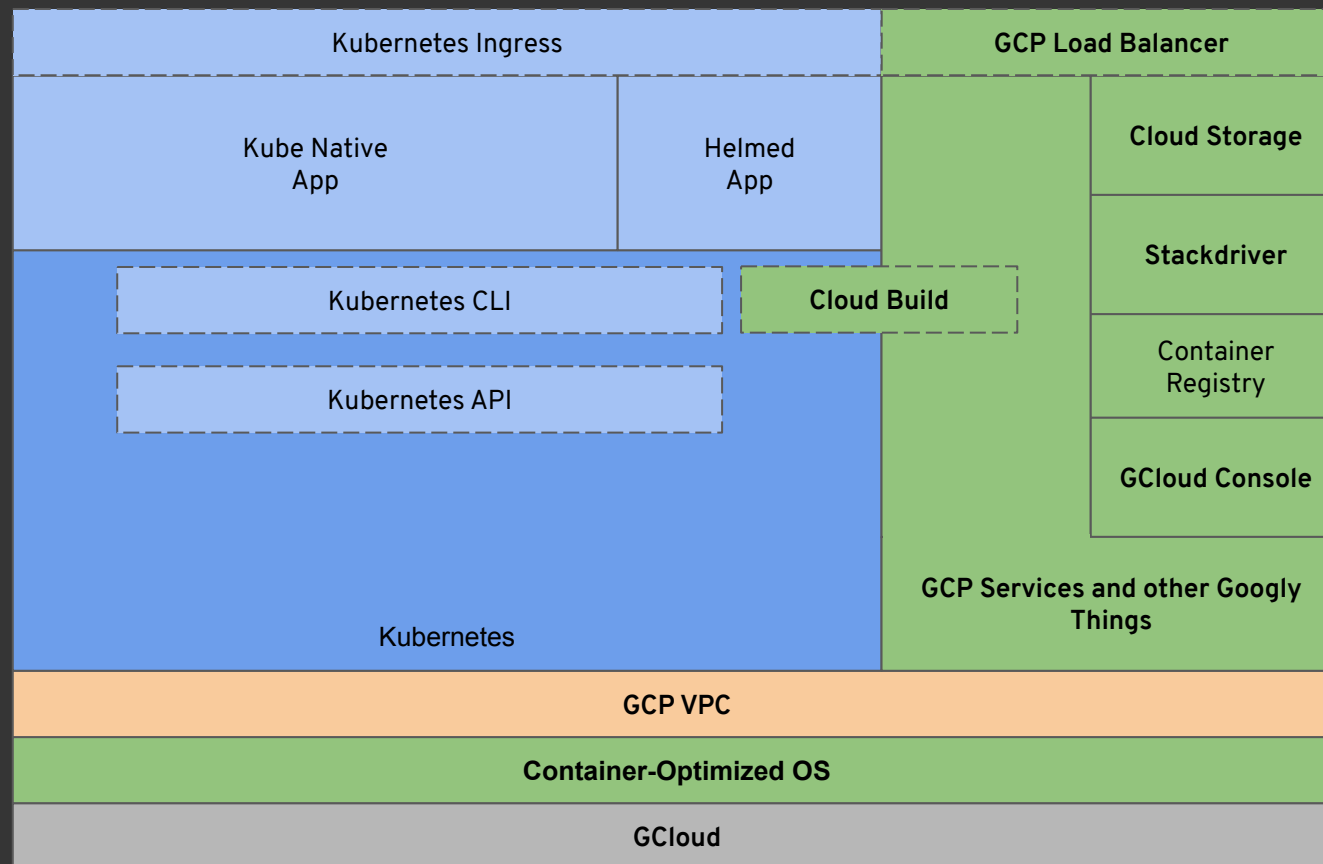 Kubernetes Ingress
GCP Load Balancer
Kube Native
App
Helmed
App
Cloud Storage
Stackdriver
Kubernetes CLI
Cloud Build
Container
Registry
Kubernetes API
GCloud Console
GCP Services and other Googly
Things
Kubernetes
GCP VPC
Container-Optimized OS
GCloud